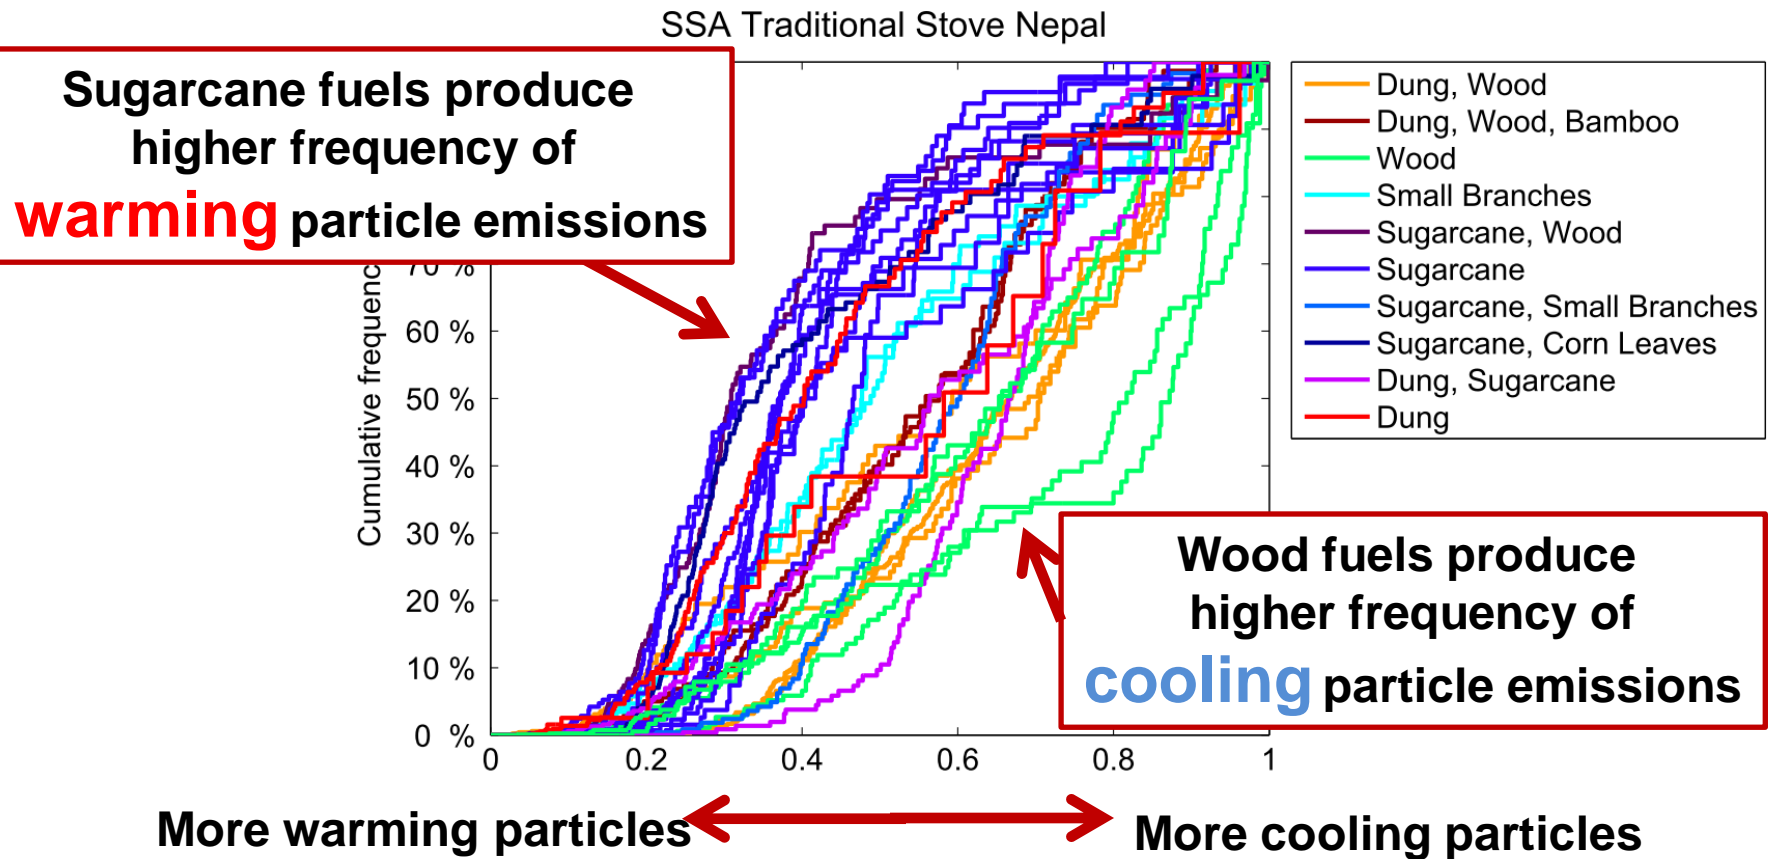 SSA Traditional Stove Nepal
Sugarcane fuels produce
higher frequency of
warming particle emissions
Dung, Wood
Dung, Wood, Bamboo
Wood
Small Branches
Sugarcane, Wood
Sugarcane
Sugarcane, Small Branches
Sugarcane, Corn Leaves
Dung, Sugarcane
Dung
Cumulative
70 %
60 %
50 %
40 %
30 %
20 %
10 %
0 %
Wood fuels produce
higher frequency of
cooling particle emissions
0 0.2 0.4 0.6 0.8 1
More warming particles
More cooling particles